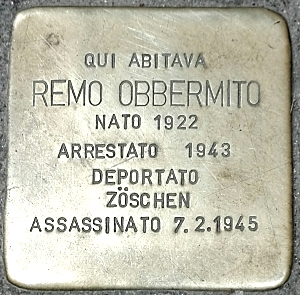 QUI ABITAVA
REMO OBBERMITO
NATO 1922
ARRESTATO 1943
DEPORTATO
ZÖSCHEN
ASSASSINATO 7.2.1945